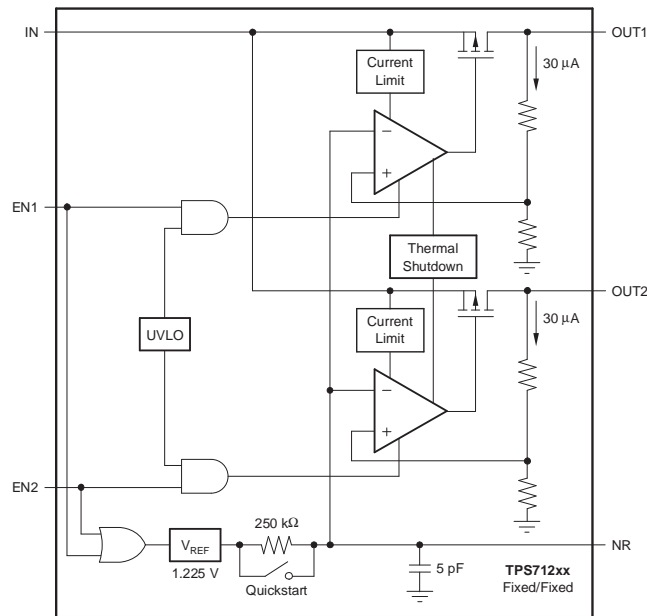 IN
OUT1
Current
Limit
30 μA
−
+
EN1
Thermal
Shutdown
OUT2
UVLO
Current
Limit
30 μA
−
+
EN2
250 kΩ
VREF
NR
1.225 V
Quickstart
5 pF
TPS712xx
Fixed/Fixed